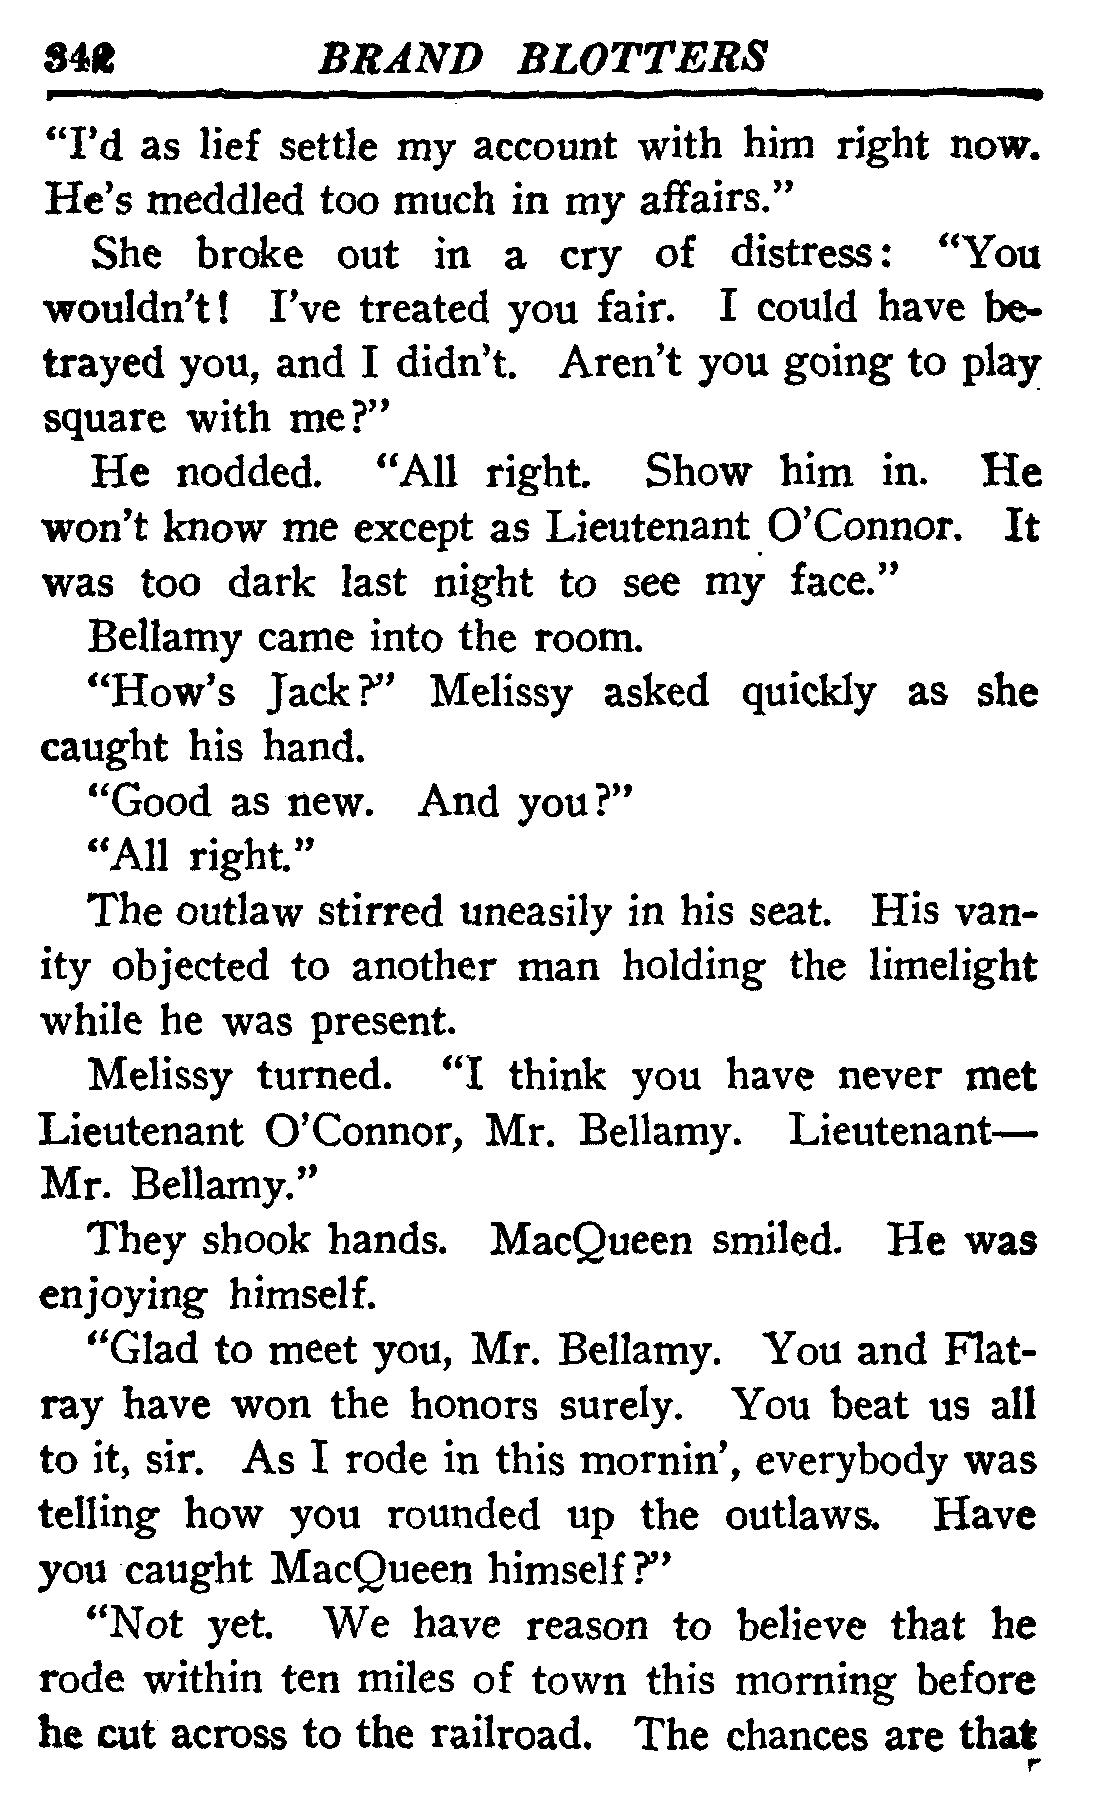 342 BRAND BLOTTERS
“I’d as lief settle my account with him right now.
He’s meddled too much in my affairs.”
She broke out in a cry of distress: “You
wouldn’t! I’ve treated you fair. I could have be-
trayed you, and I didn’t. Aren’t you going to play
square with me?”
He nodded. “All right. Show him in. He
won’t know me except as Lieutenant O’Connor. It
was too dark last night to see my face.”
Bellamy came into the room.
“How’s Jack?” Melissy asked quickly as she
caught his hand.
“Good as new. And you?”
“All right.”
The outlaw stirred uneasily in his seat. His van-
ity objected to another man holding the limelight
while he was present.
Melissy turned. “I think you have never met
Lieutenant O’Connor, Mr. Bellamy. Lieutenant—
Mr. Bellamy.”
They shook hands. MacQueen smiled. He was
enjoying himself.
“Glad to meet you, Mr. Bellamy. You and Flat-
ray have won the honors surely. You beat us all
to it, sir. As I rode in this mornin’, everybody was
telling how you rounded up the outlaws. Have
you caught MacQueen himself?”
“Not yet. We have reason to believe that he
rode within ten miles of town this morning before
he cut across to the railroad. The chances are that